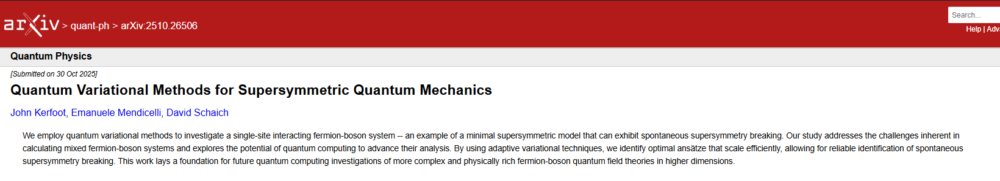 arXiv > quant-ph > arXiv:2510.26506
Search...
Help | Adv
Quantum Physics
[Submitted on 30 Oct 2025]
Quantum Variational Methods for Supersymmetric Quantum Mechanics
John Kerfoot, Emanuele Mendicelli, David Schaich
We employ quantum variational methods to investigate a single-site interacting fermion-boson system -- an example of a minimal supersymmetric model that can exhibit spontaneous supersymmetry breaking. Our study addresses the challenges inherent in
calculating mixed fermion-boson systems and explores the potential of quantum computing to advance their analysis. By using adaptive variational techniques, we identify optimal ansätze that scale efficiently, allowing for reliable identification of spontaneous
supersymmetry breaking. This work lays a foundation for future quantum computing investigations of more complex and physically rich fermion-boson quantum field theories in higher dimensions.